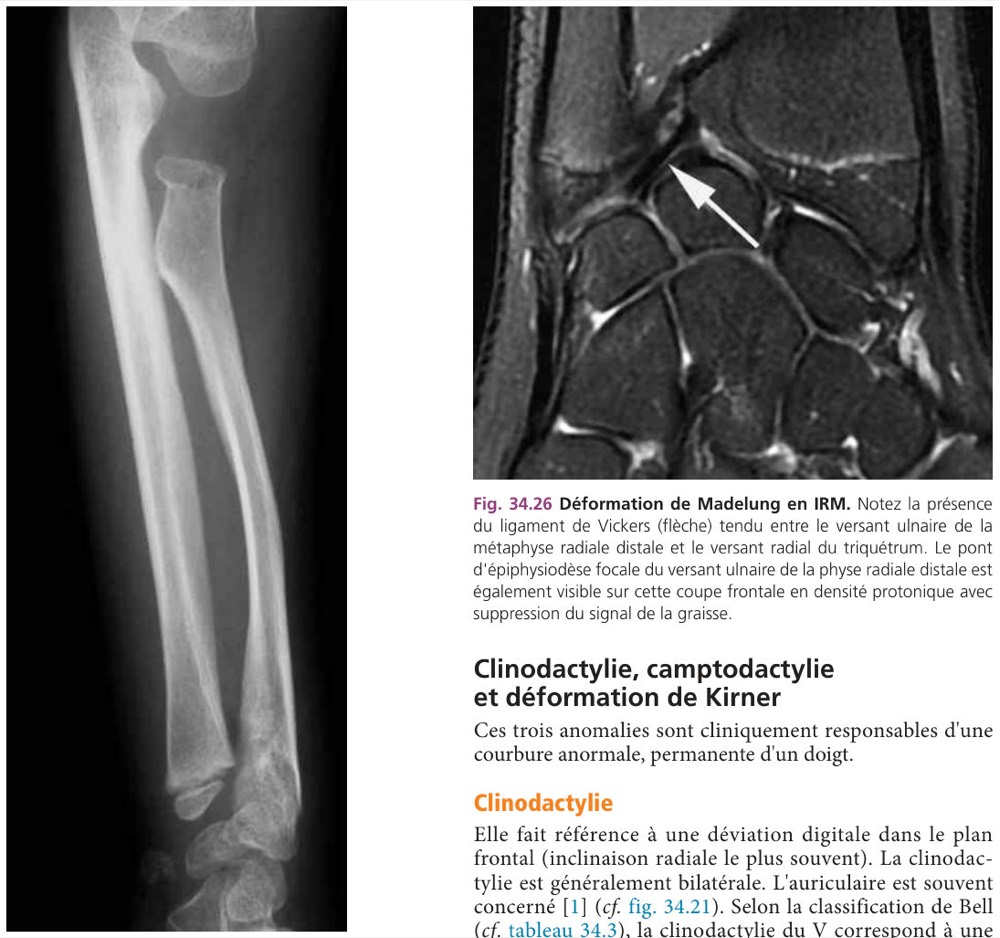 Fig. 34.26 Déformation de Madelung en IRM. Notez la présence
du ligament de Vickers (flèche) tendu entre le versant ulnaire de la
métaphyse radiale distale et le versant radial du triquétrum. Le pont
d'épiphysiodèse focale du versant ulnaire de la physe radiale distale est
également visible sur cette coupe frontale en densité protonique avec
suppression du signal de la graisse.
Clinodactylie, camptodactylie
et déformation de Kirner
Ces trois anomalies sont cliniquement responsables d'une
courbure anormale, permanente d'un doigt.
Clinodactylie
Elle fait référence à une déviation digitale dans le plan
frontal (inclinaison radiale le plus souvent). La clinodac-
tylie est généralement bilatérale. L'auriculaire est souvent
concerné [1] (cf. fig. 34.21). Selon la classification de Bell
(cf. tableau 34.3), la clinodactylie du V correspond à une